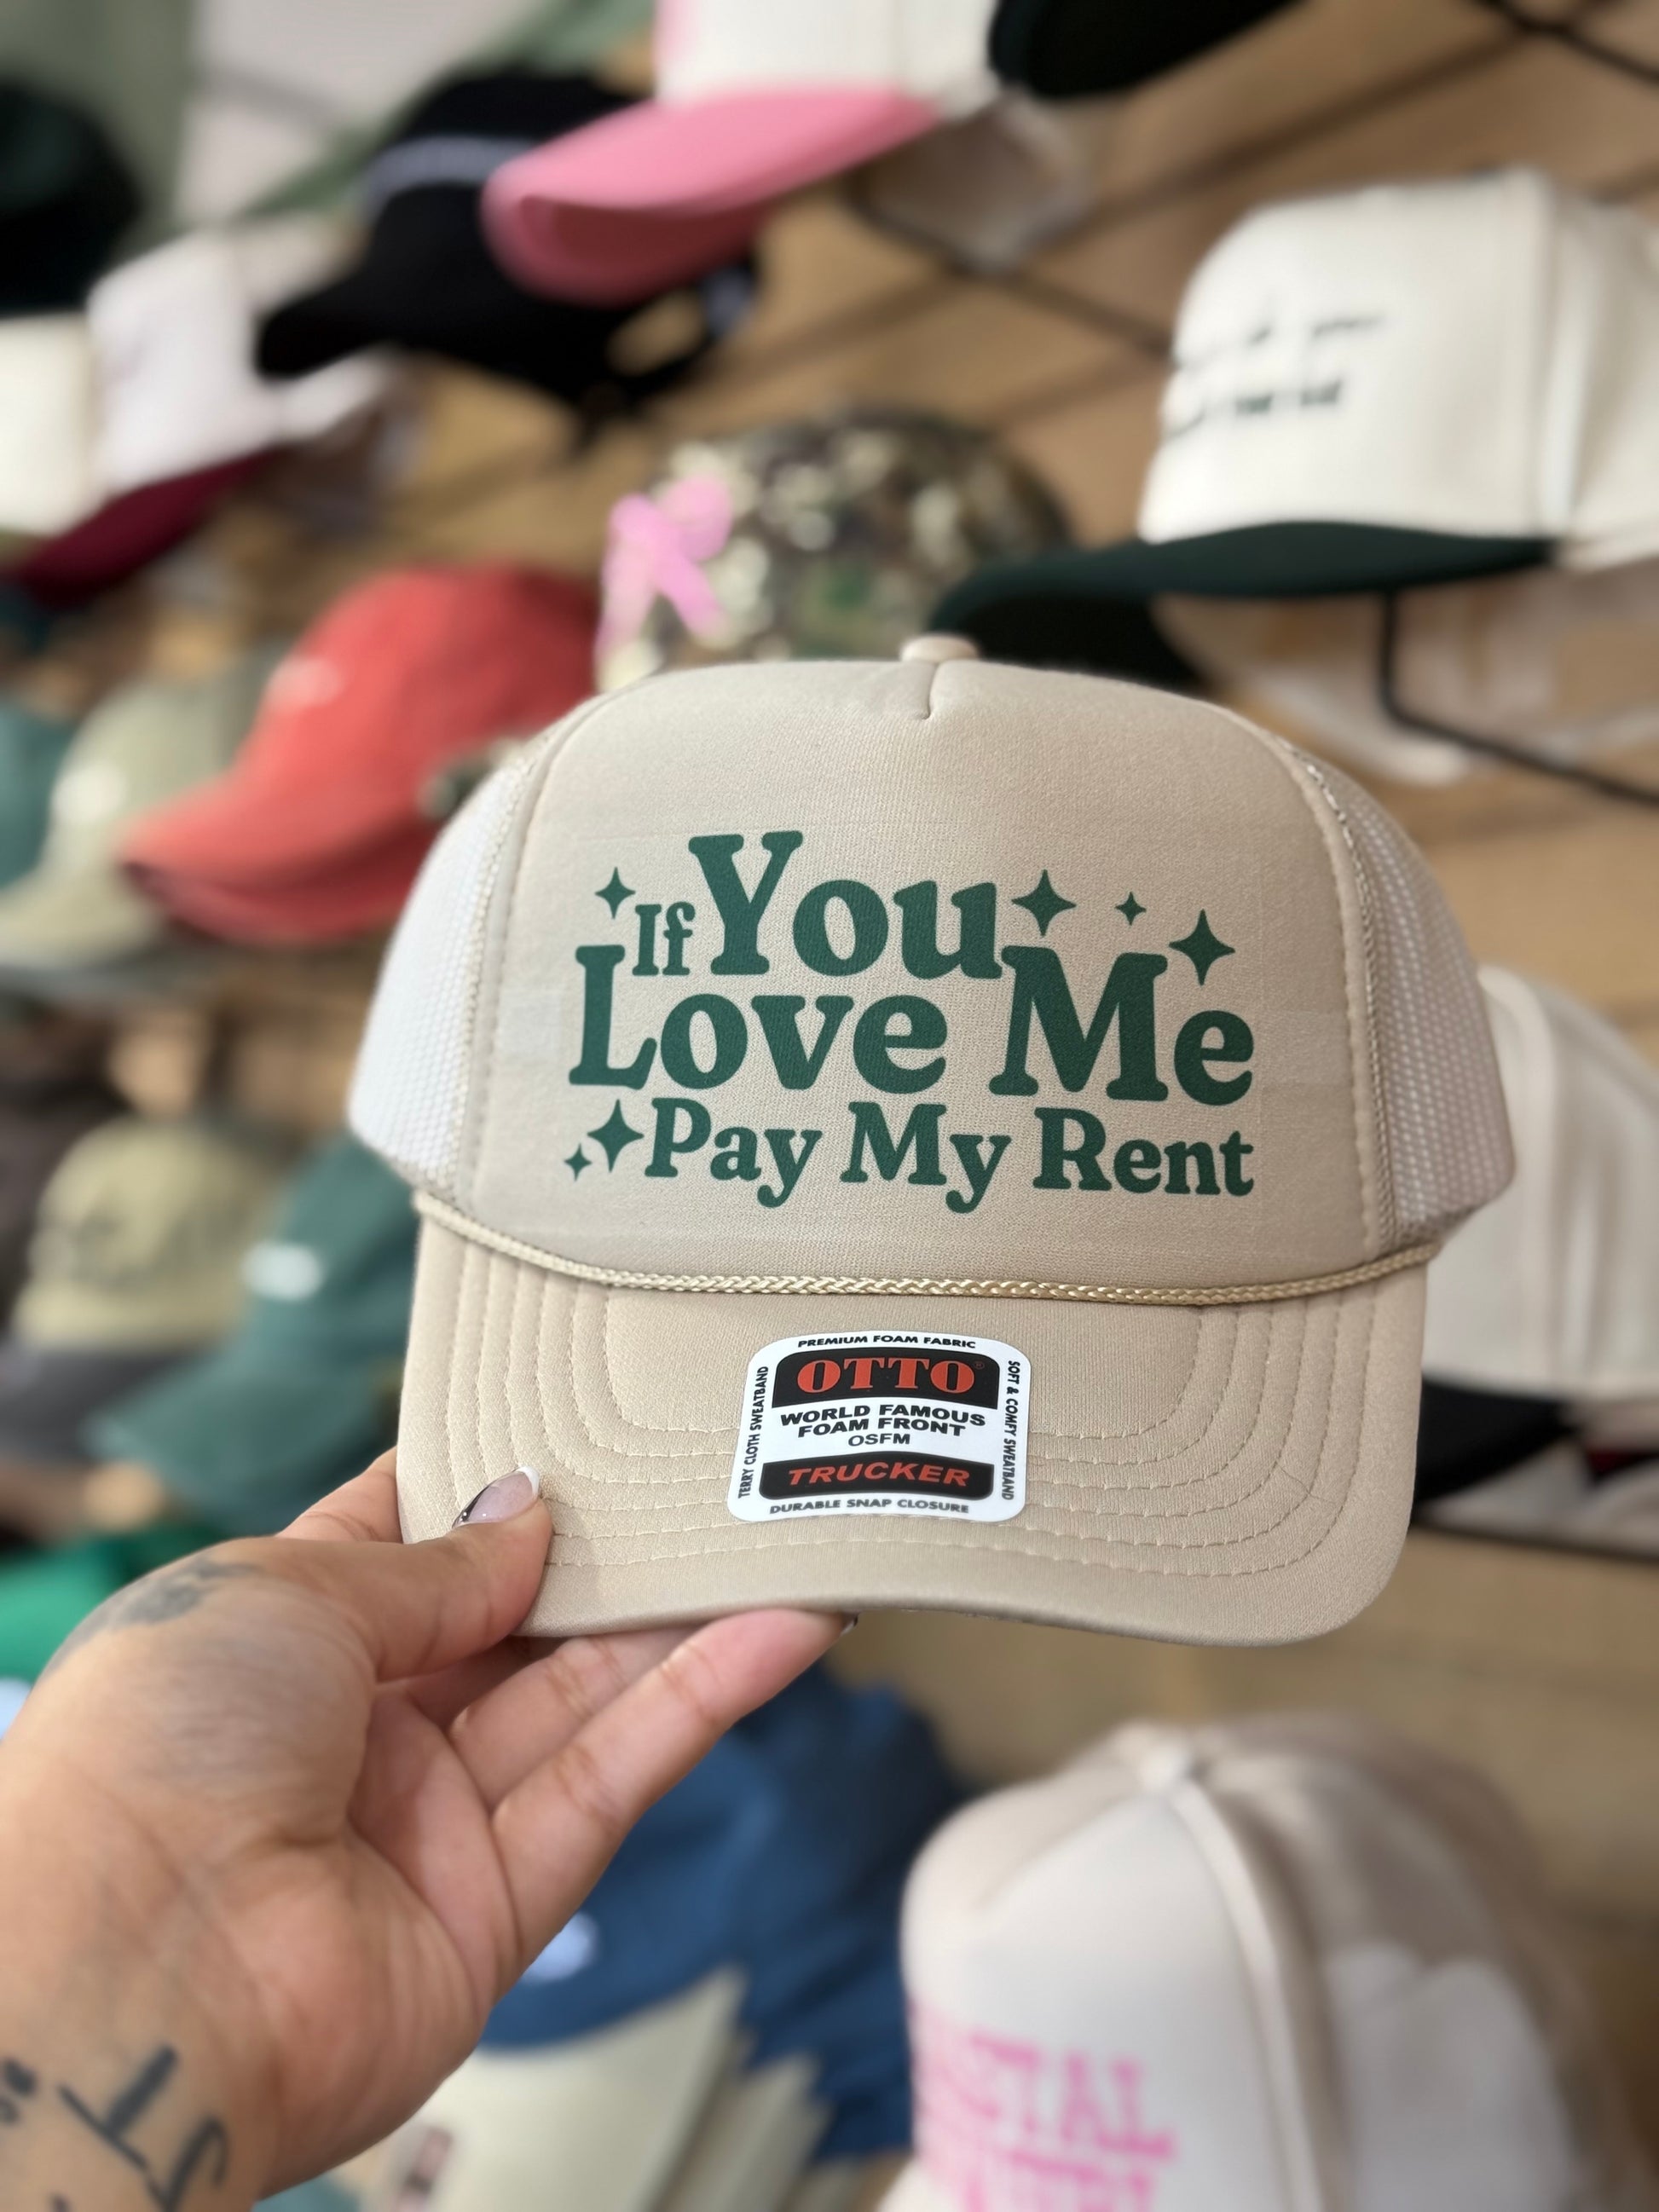 If You
Love Me
Pay My Rent
PREMIUM FOAM FABRIC
OTTO®
WORLD FAMOUS
FOAM FRONT
OSFM
TRUCKER
DURABLE SNAP CLOSURE
TERRY CLOTH SWEATBAND
SOFT & COMFY SWEATBAND